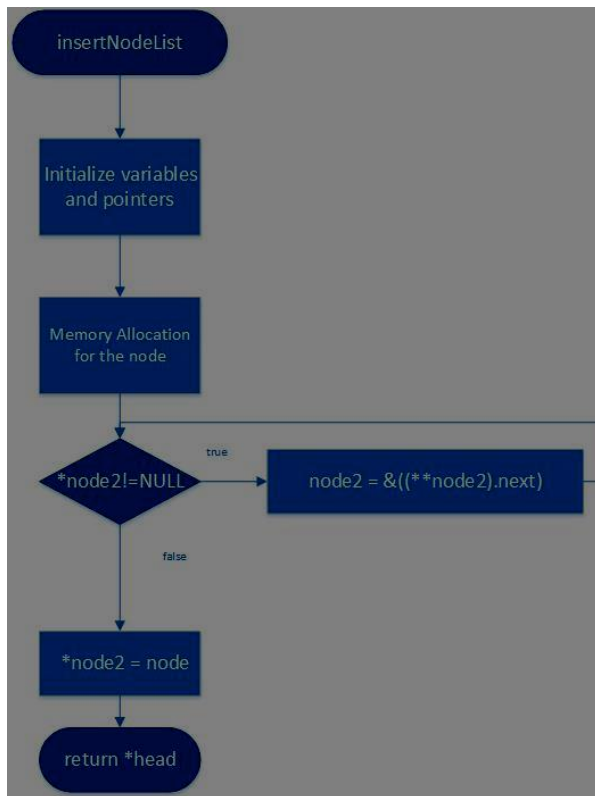 insertNodeList
Initialize variables
and pointers
Memory Allocation
for the node
*node2!=NULL
true
node2 = &((**node2).next)
false
*node2 = node
return *head